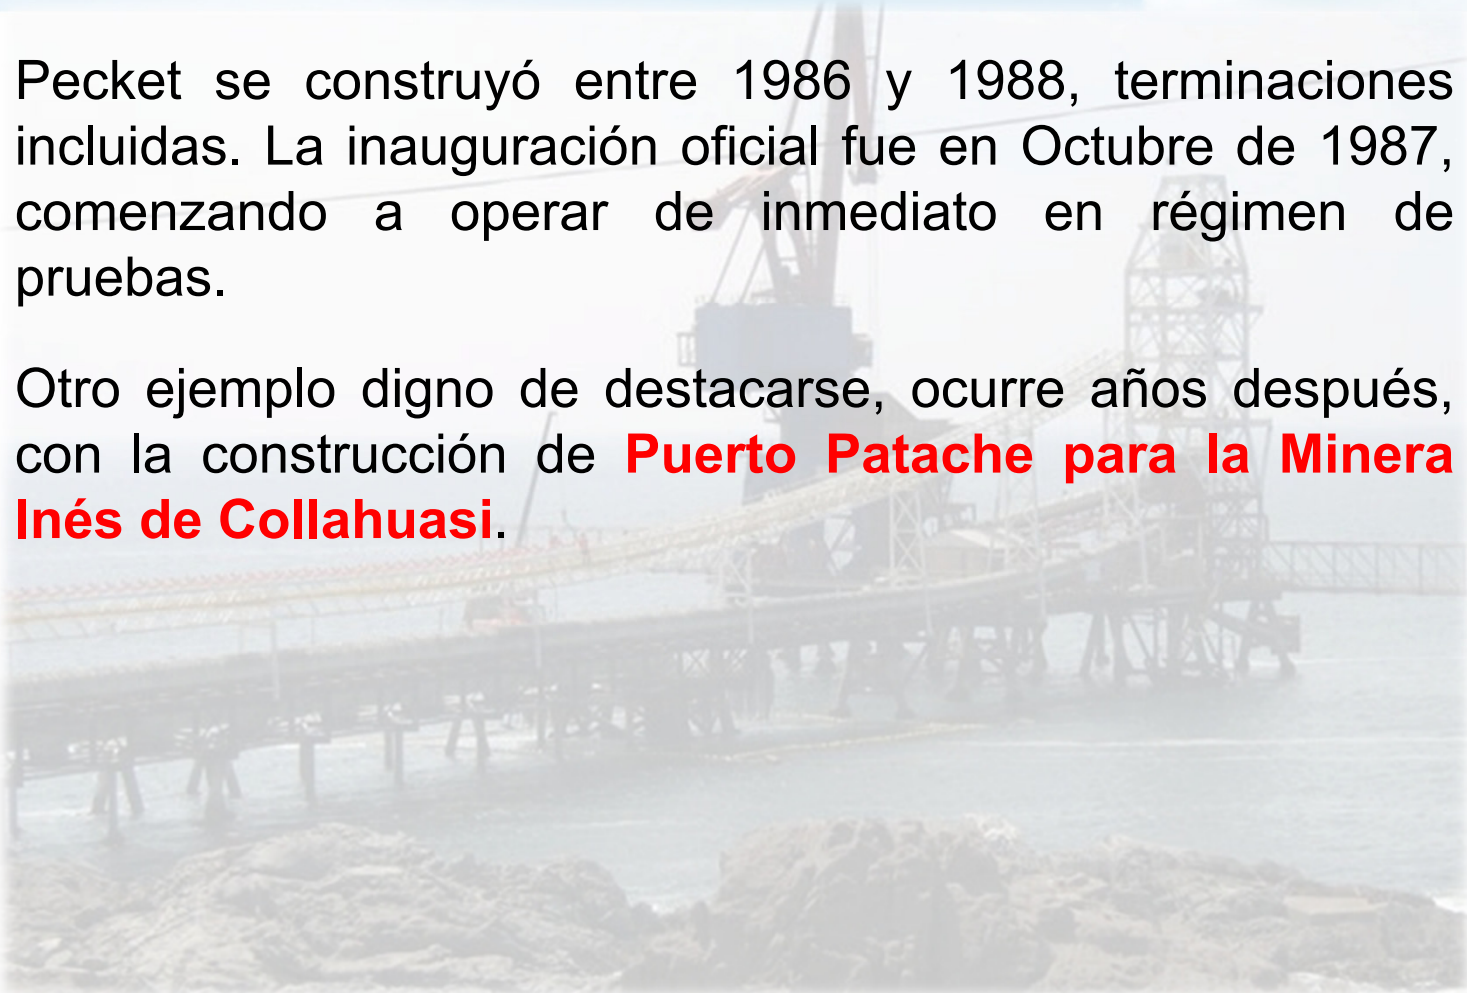 Pecket se construyó entre 1986 y 1988, terminaciones
incluidas. La inauguración oficial fue en Octubre de 1987,
comenzando a operar de inmediato en régimen de
pruebas.
Otro ejemplo digno de destacarse, ocurre años después,
con la construcción de Puerto Patache para la Minera
Inés de Collahuasi.